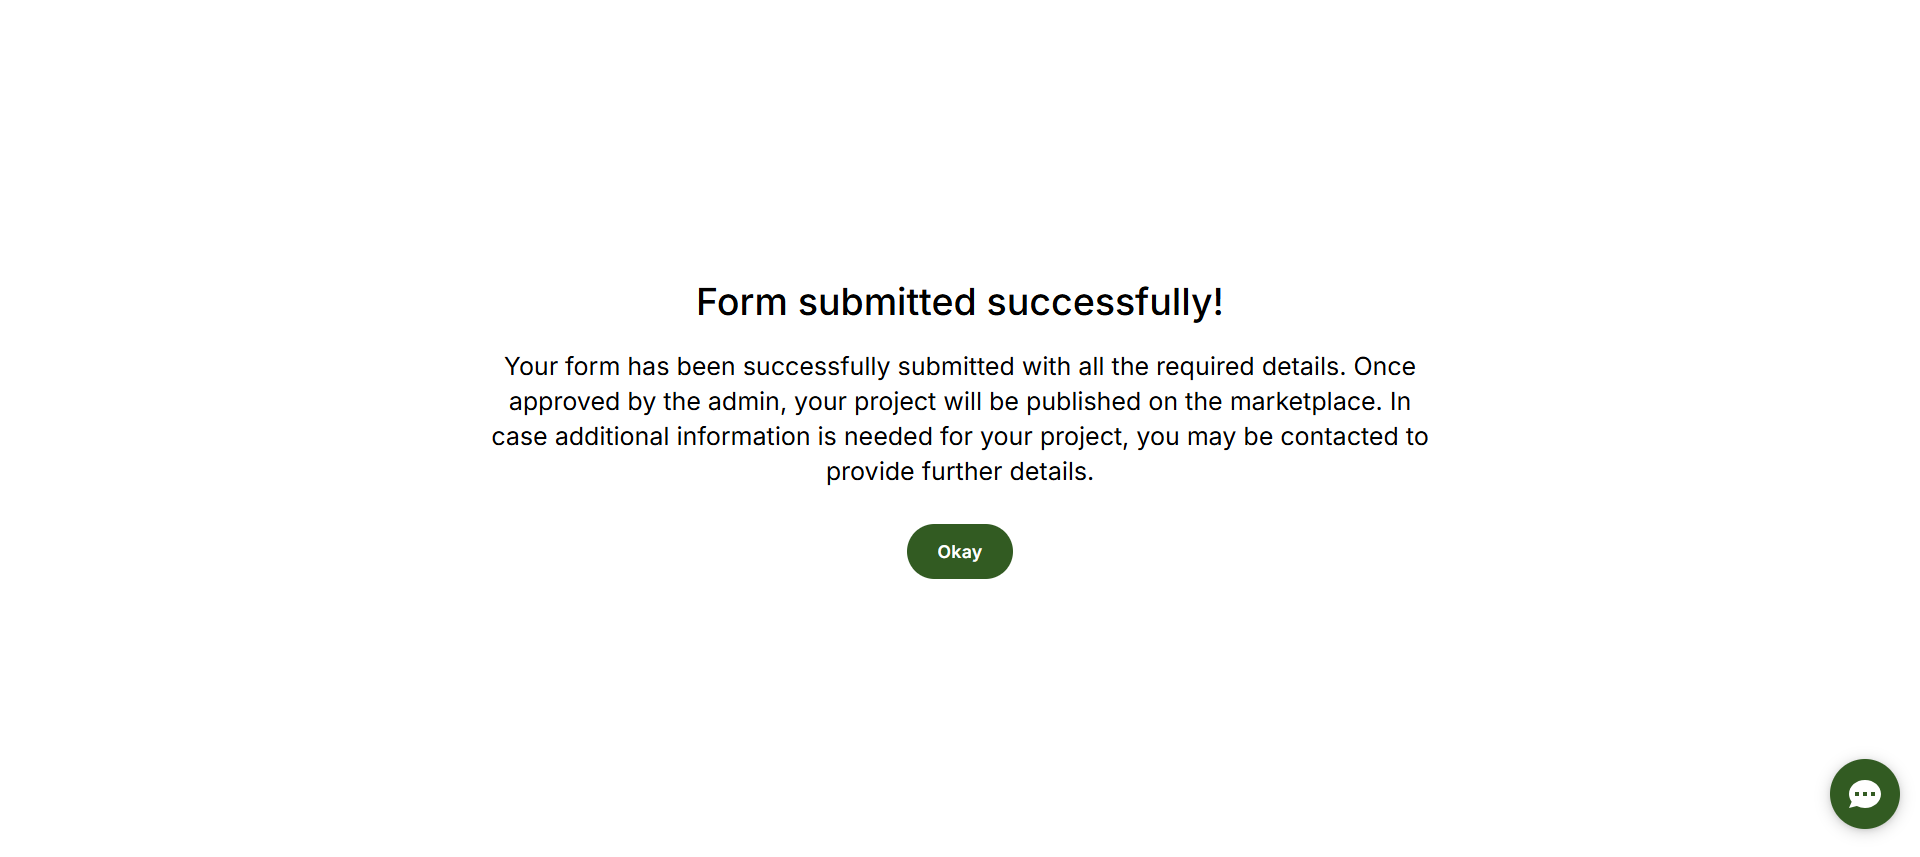 Form submitted successfully!
Your form has been successfully submitted with all the required details. Once
approved by the admin, your project will be published on the marketplace. In
case additional information is needed for your project, you may be contacted to
provide further details.
Okay